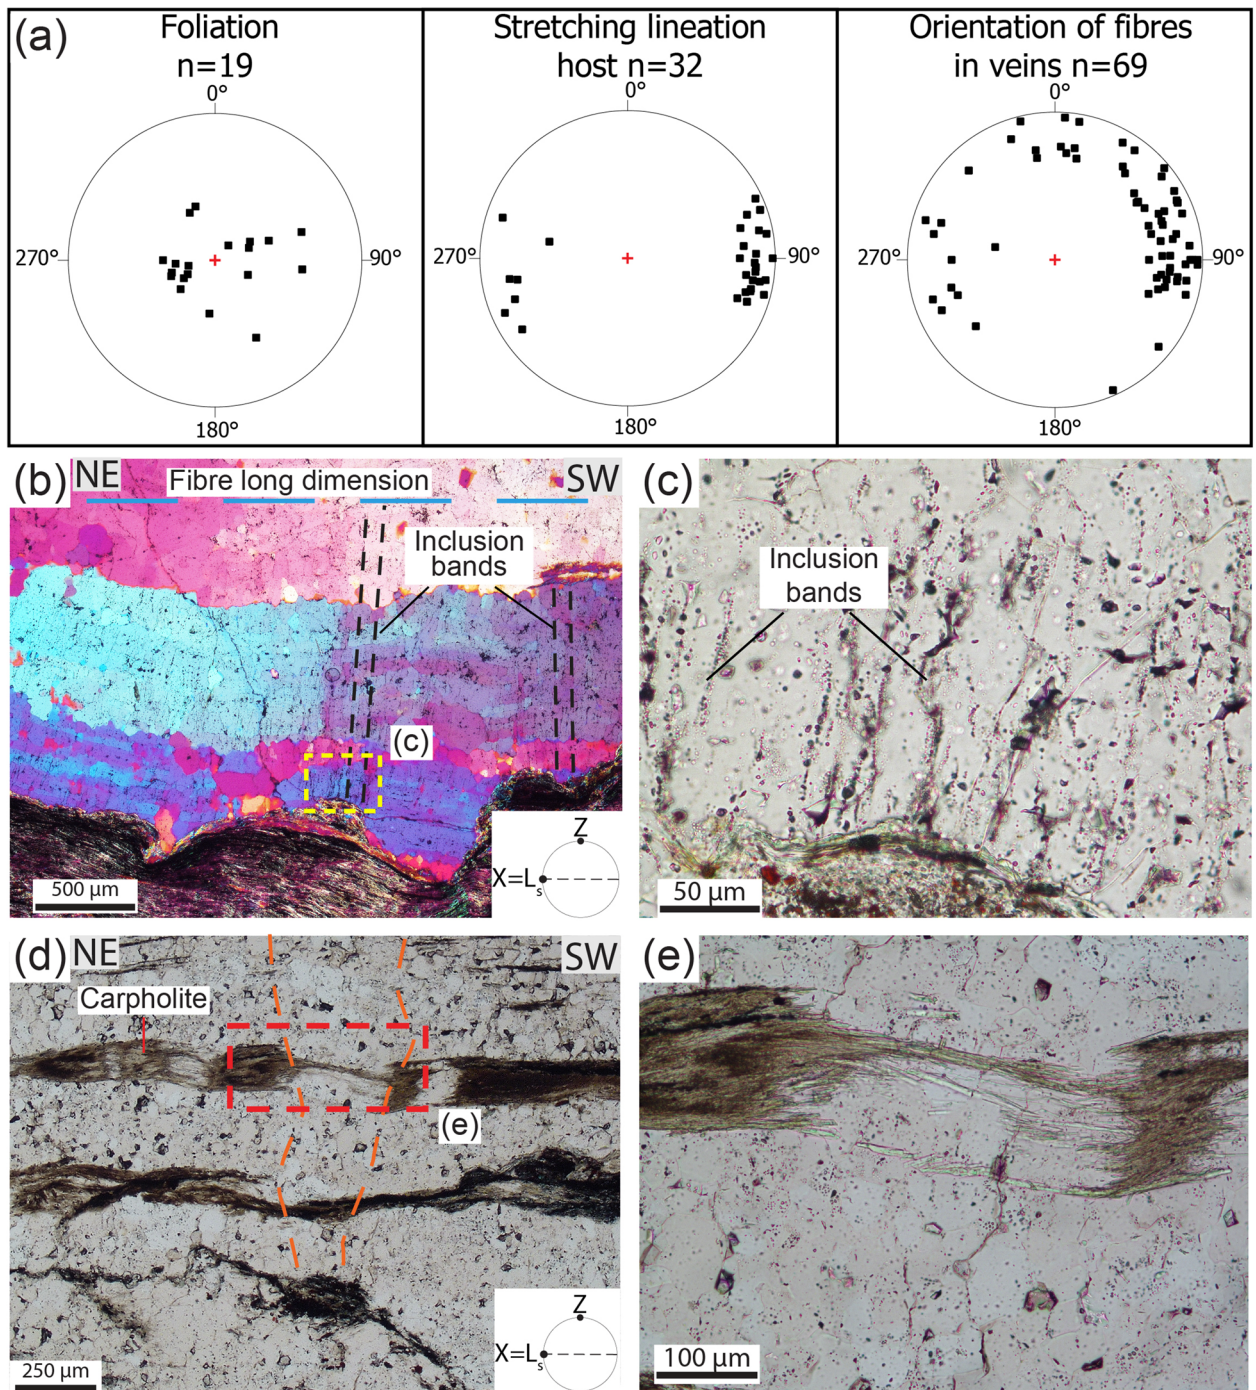 (a)
Foliation
n=19
0°
270°
90°
180°
Stretching lineation
host n=32
0°
270°
90°
180°
Orientation of fibres
in veins n=69
0°
270°
90°
180°
(b)
NE
Fibre long dimension
SW
Inclusion
bands
(c)
500 µm
Z
X=Ls
(c)
Inclusion
bands
50 µm
(d)
NE
SW
Carpholite
(e)
250 µm
Z
X=Ls
(e)
100 µm